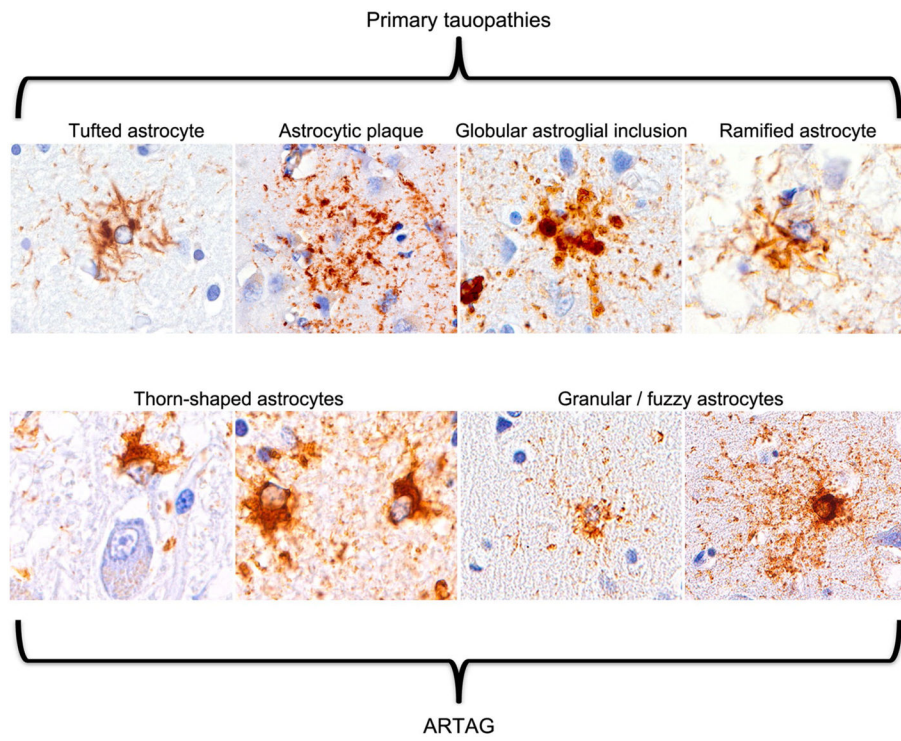 Primary tauopathies
Tufted astrocyte
Astrocytic plaque
Globular astroglial inclusion
Ramified astrocyte
Thorn-shaped astrocytes
Granular / fuzzy astrocytes
ARTAG